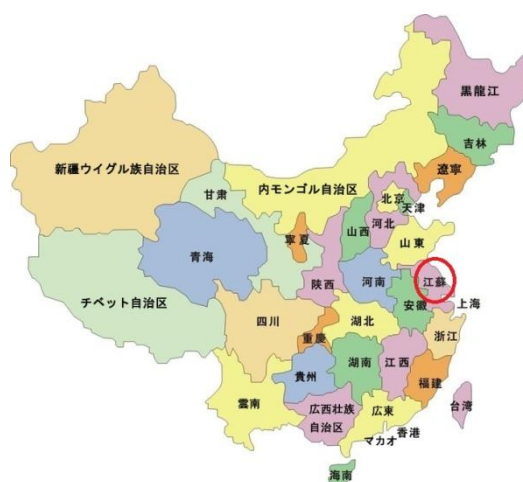 黒龍江
吉林
遼寧
新疆ウイグル族自治区
内モンゴル自治区
甘粛
北京
天津
河北
山西
寧夏
山東
青海
陝西
河南
江蘇
チベット自治区
安徽
上海
四川
湖北
重慶
浙江
湖南
江西
貴州
福建
雲南
広西壮族
自治区
広東
台湾
香港
マカオ
海南